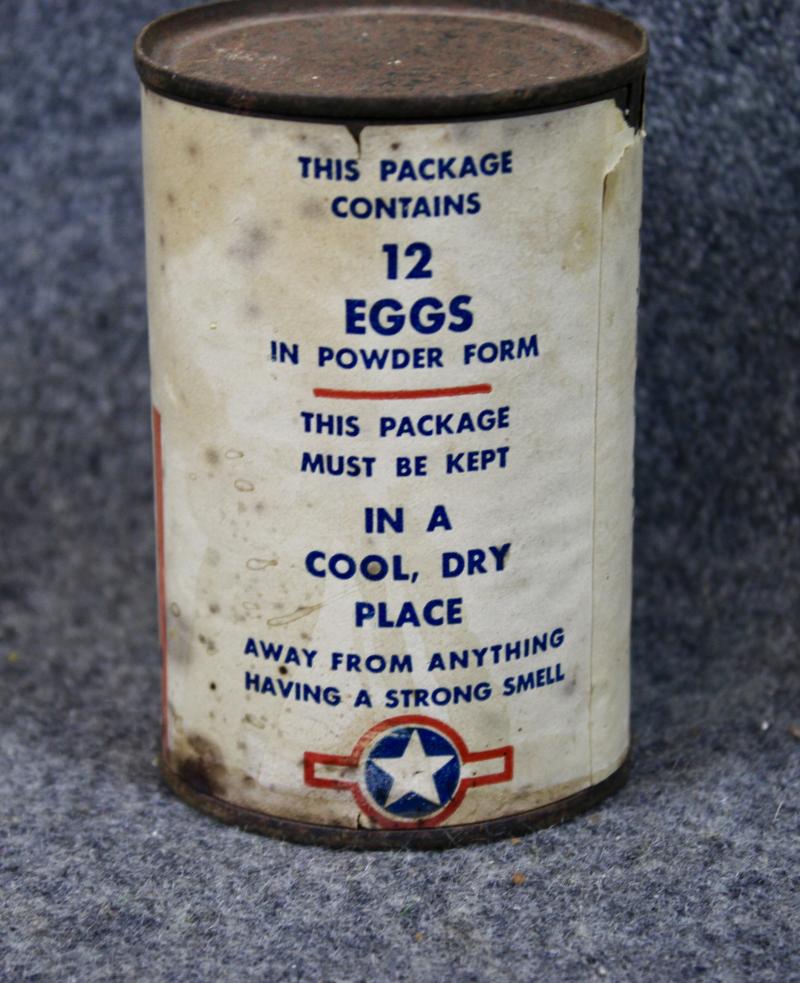 THIS PACKAGE
CONTAINS
12
EGGS
IN POWDER FORM
THIS PACKAGE
MUST BE KEPT
IN A
COOL, DRY
PLACE
AWAY FROM ANYTHING
HAVING A STRONG SMELL